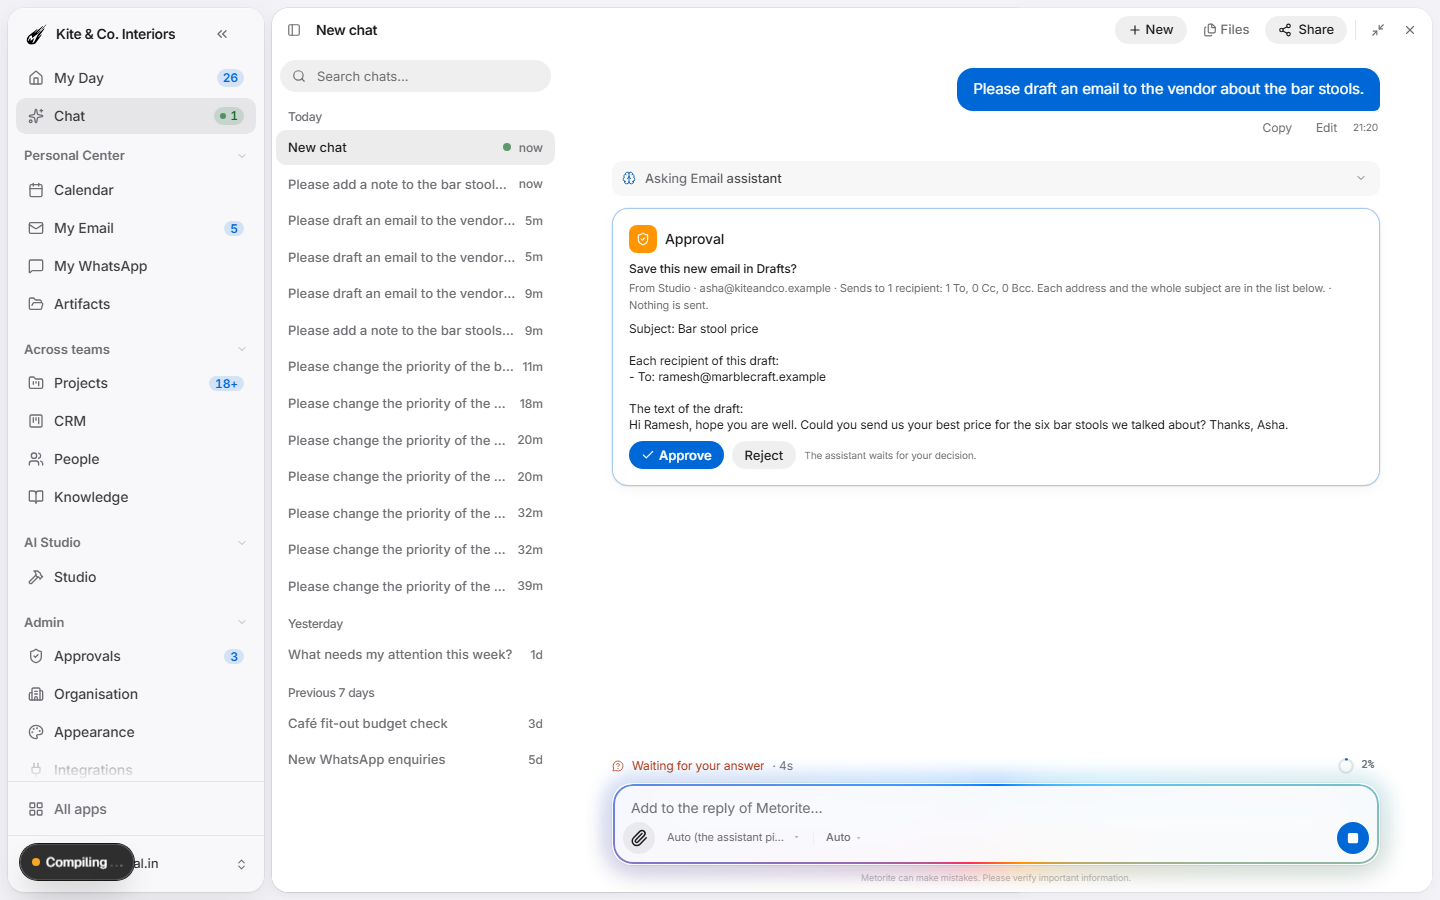 Kite & Co. Interiors
My Day 26
Chat 1
Personal Center
Calendar
My Email 5
My WhatsApp
Artifacts
Across teams
Projects 18+
CRM
People
Knowledge
AI Studio
Studio
Admin
Approvals 3
Organisation
Appearance
Integrations
All apps
Compiling ... al.in
New chat
New Files Share
Search chats...
Today
New chat now
Please add a note to the bar stool... now
Please draft an email to the vendor... 5m
Please draft an email to the vendor... 5m
Please draft an email to the vendor... 9m
Please add a note to the bar stools... 9m
Please change the priority of the b... 11m
Please change the priority of the ... 18m
Please change the priority of the ... 20m
Please change the priority of the ... 20m
Please change the priority of the ... 32m
Please change the priority of the ... 32m
Please change the priority of the ... 39m
Yesterday
What needs my attention this week? 1d
Previous 7 days
Café fit-out budget check 3d
New WhatsApp enquiries 5d
Please draft an email to the vendor about the bar stools.
Copy Edit 21:20
Asking Email assistant
Approval
Save this new email in Drafts?
From Studio · asha@kiteandco.example · Sends to 1 recipient: 1 To, 0 Cc, 0 Bcc. Each address and the whole subject are in the list below. ·
Nothing is sent.
Subject: Bar stool price
Each recipient of this draft:
- To: ramesh@marblecraft.example
The text of the draft:
Hi Ramesh, hope you are well. Could you send us your best price for the six bar stools we talked about? Thanks, Asha.
Approve Reject The assistant waits for your decision.
Waiting for your answer · 4s 2%
Add to the reply of Metorite...
Auto (the assistant pi... Auto
Metorite can make mistakes. Please verify important information.